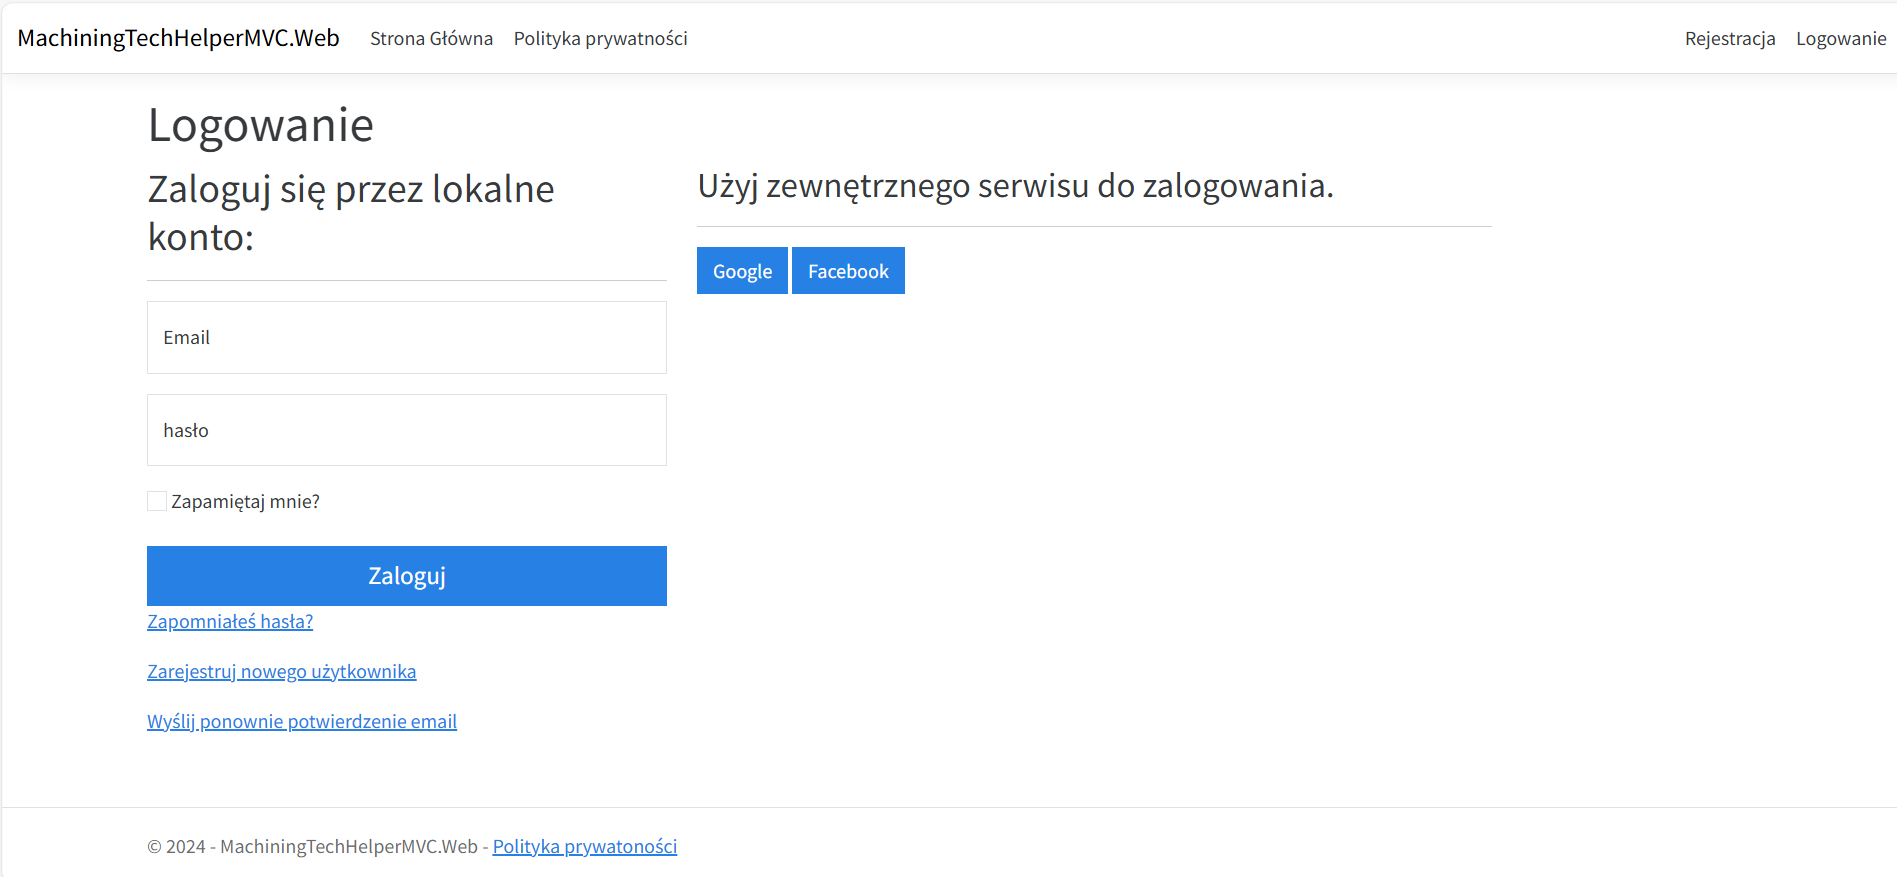 MachiningTechHelperMVC.Web Strona Główna Polityka prywatności Rejestracja Logowanie
Logowanie
Zaloguj się przez lokalne
konto:
Email
hasło
Zapamiętaj mnie?
Zaloguj
Zapomniałeś hasła?
Zarejestruj nowego użytkownika
Wyślij ponownie potwierdzenie email
Użyj zewnętrznego serwisu do zalogowania.
Google Facebook
© 2024 - MachiningTechHelperMVC.Web - Polityka prywatoności